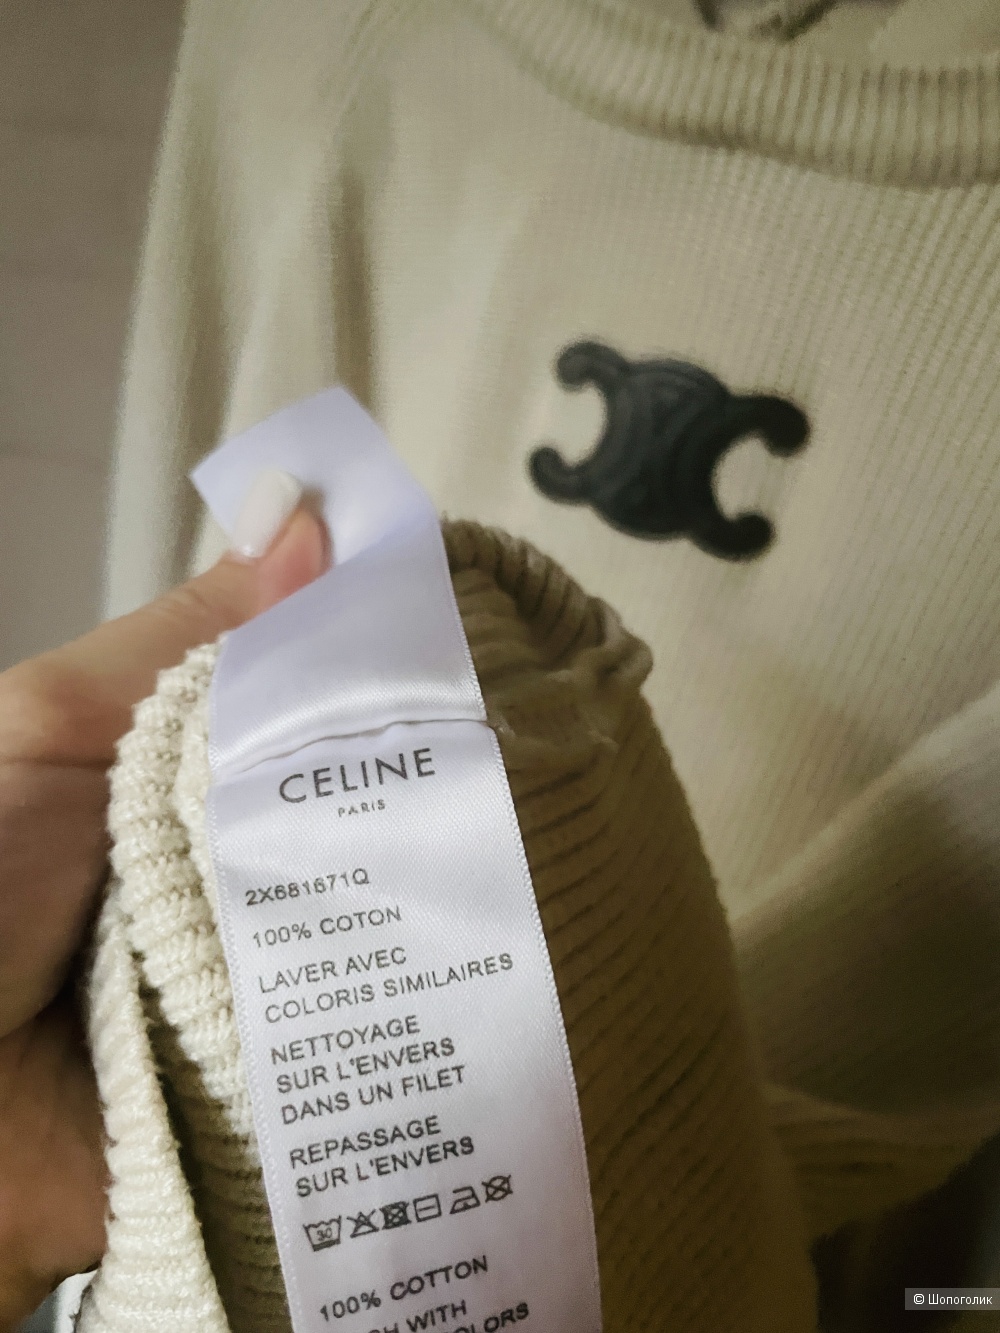 CELINE
PARIS
2X681671Q
100% COTON
LAVER AVEC
COLORIS SIMILAIRES
NETTOYAGE
SUR L'ENVERS
DANS UN FILET
REPASSAGE
SUR L'ENVERS
30
100% COTTON
WITH
© Шопоголик